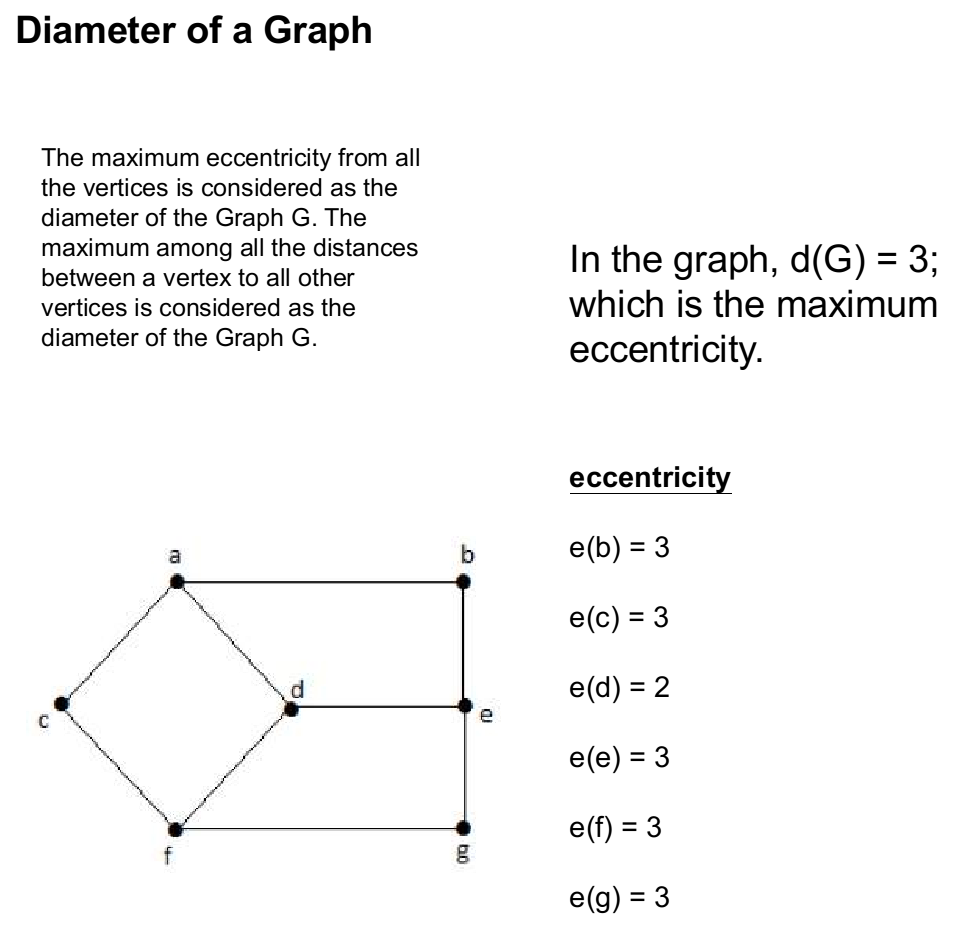 Diameter of a Graph
The maximum eccentricity from all
the vertices is considered as the
diameter of the Graph G. The
maximum among all the distances
between a vertex to all other
vertices is considered as the
diameter of the Graph G.
In the graph, d(G) = 3;
which is the maximum
eccentricity.
eccentricity
e(b) = 3
e(c) = 3
e(d) = 2
e(e) = 3
e(f) = 3
e(g) = 3
a
b
d
c
e
f
g